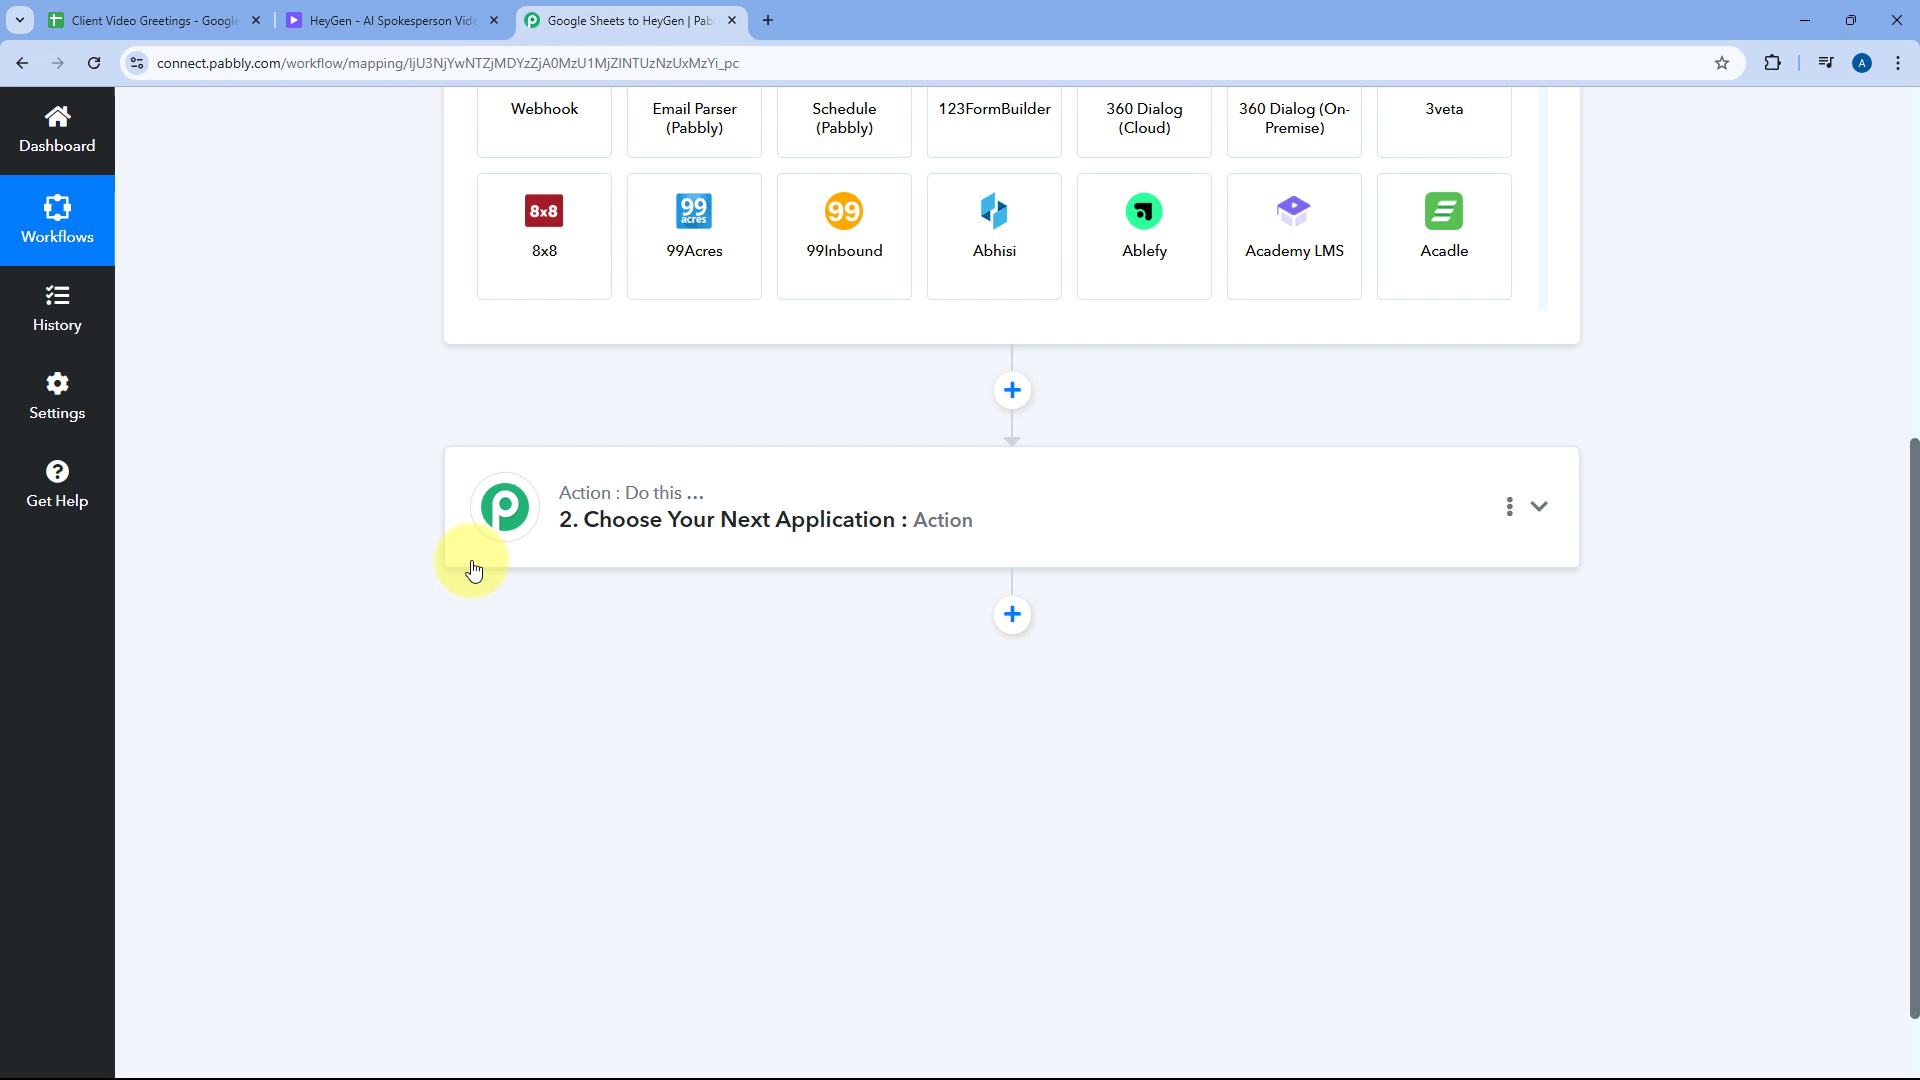 Client Video Greetings - Google
HeyGen - AI Spokesperson Vide
Google Sheets to HeyGen | Pab
connect.pabbly.com/workflow/mapping/IjU3NjYwNTZjMDYzZjA0MzU1MjZlNTUzNzUxMzYi_pc
A
Dashboard
Workflows
History
Settings
Get Help
Webhook
Email Parser
(Pabbly)
Schedule
(Pabbly)
123FormBuilder
360 Dialog
(Cloud)
360 Dialog (On-
Premise)
3veta
8x8
8x8
99
acres
99Acres
99
99Inbound
Abhisi
Ablefy
Academy LMS
Acadle
Action : Do this ...
2. Choose Your Next Application : Action